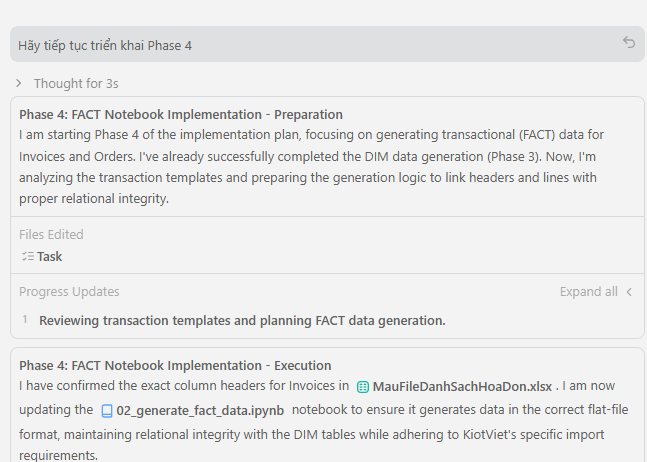 Hãy tiếp tục triển khai Phase 4
Thought for 3s
Phase 4: FACT Notebook Implementation - Preparation
I am starting Phase 4 of the implementation plan, focusing on generating transactional (FACT) data for
Invoices and Orders. I've already successfully completed the DIM data generation (Phase 3). Now, I'm
analyzing the transaction templates and preparing the generation logic to link headers and lines with
proper relational integrity.
Files Edited
Task
Progress Updates Expand all
1 Reviewing transaction templates and planning FACT data generation.
Phase 4: FACT Notebook Implementation - Execution
I have confirmed the exact column headers for Invoices in MauFileDanhSachHoaDon.xlsx . I am now
updating the 02_generate_fact_data.ipynb notebook to ensure it generates data in the correct flat-file
format, maintaining relational integrity with the DIM tables while adhering to KiotViet's specific import
requirements.